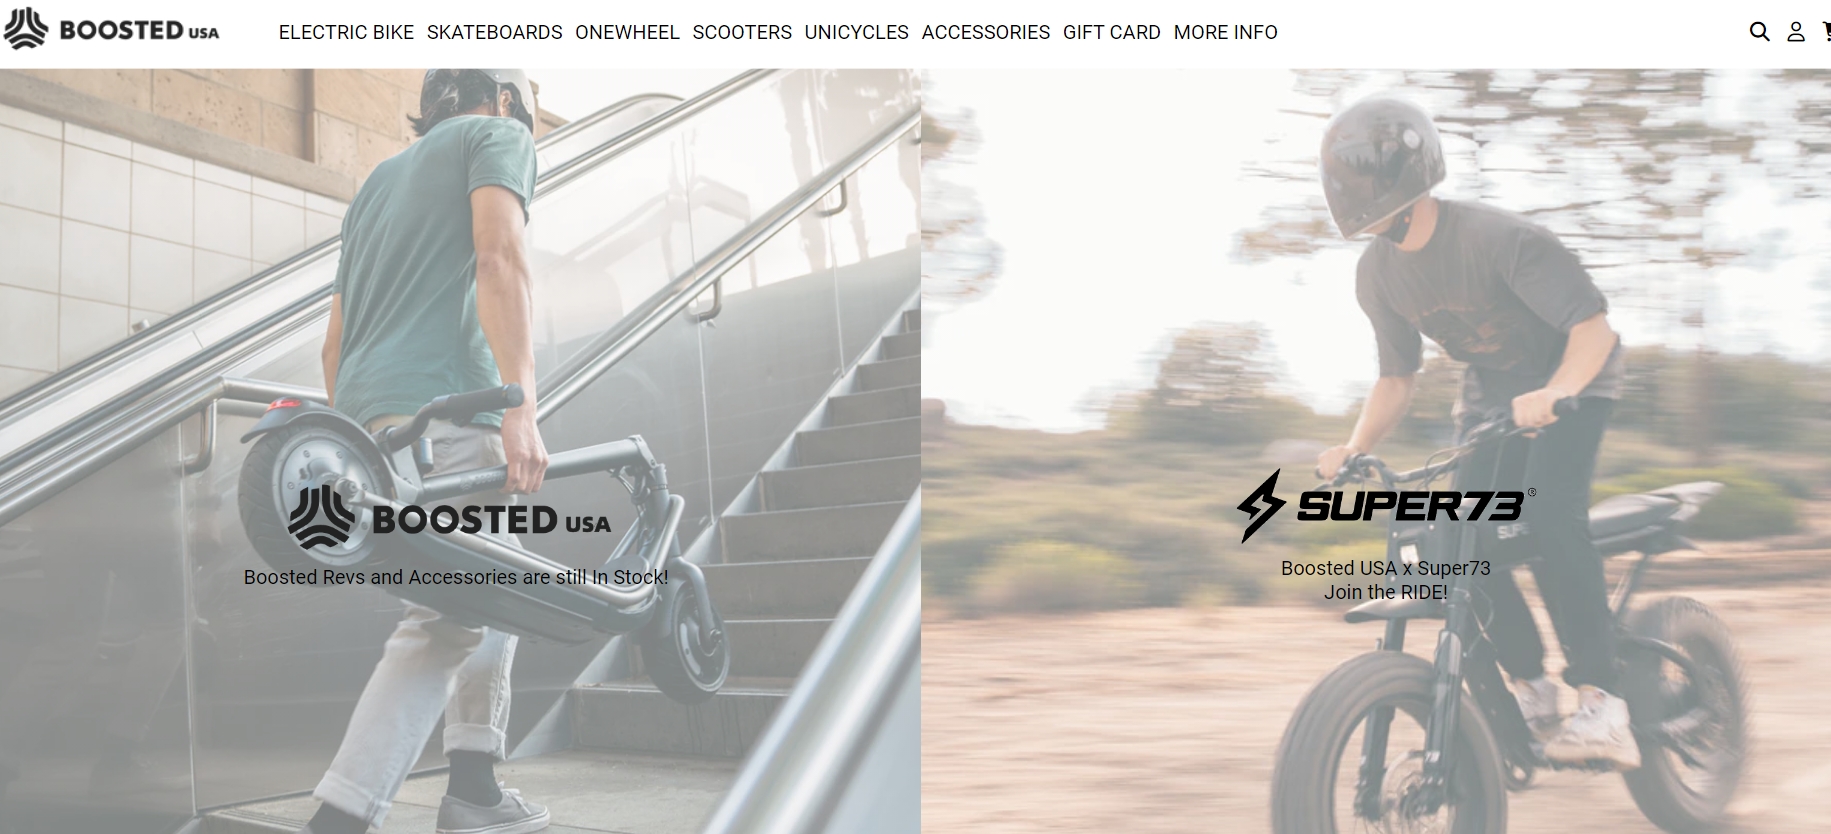 BOOSTED USA
ELECTRIC BIKE SKATEBOARDS ONEWHEEL SCOOTERS UNICYCLES ACCESSORIES GIFT CARD MORE INFO
BOOSTED USA
Boosted Revs and Accessories are still In Stock!
SUPER73®
Boosted USA x Super73
Join the RIDE!